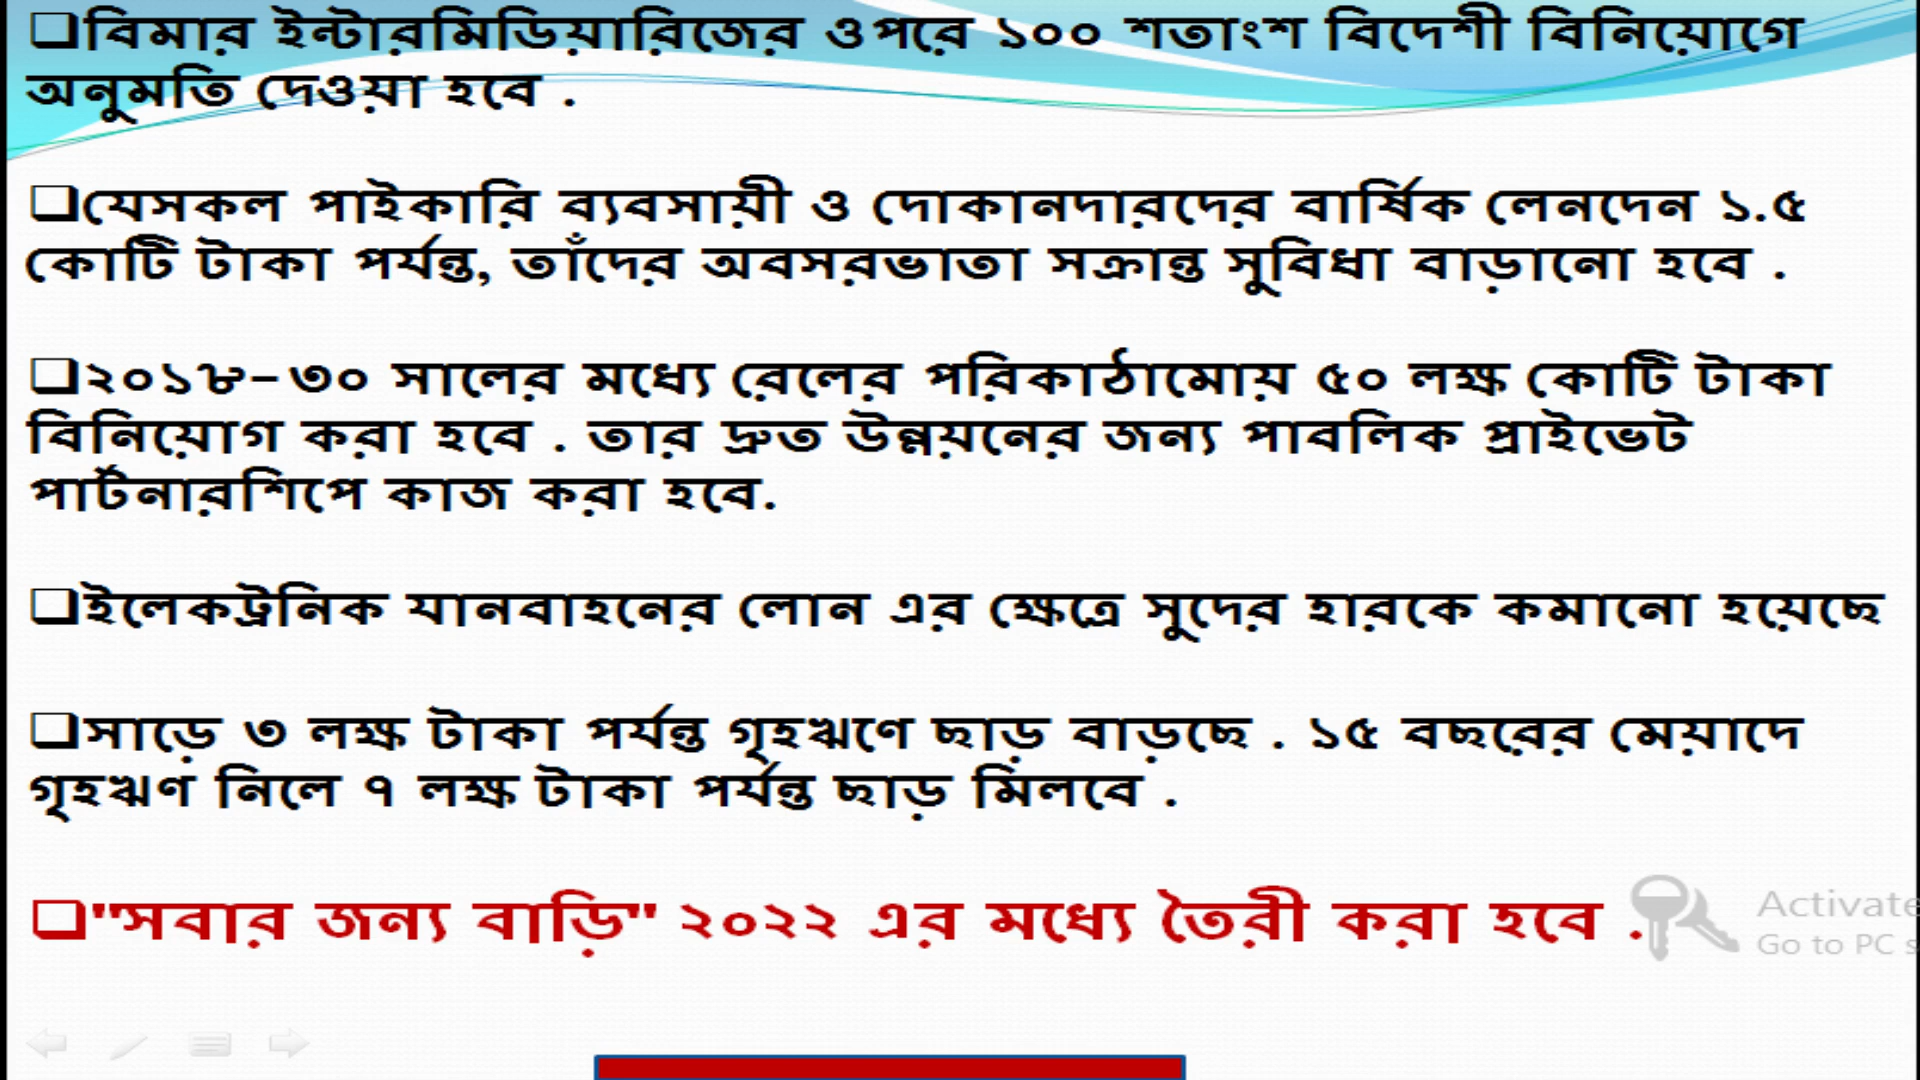 ❑বিমার ইন্টারমিডিয়ারিজের ওপরে ১০০ শতাংশ বিদেশী বিনিয়োগে
অনুমতি দেওয়া হবে .
❑যেসকল পাইকারি ব্যবসায়ী ও দোকানদারদের বার্ষিক লেনদেন ১.৫
কোটি টাকা পর্যন্ত, তাঁদের অবসরভাতা সক্রান্ত সুবিধা বাড়ানো হবে .
❑২০১৮-৩০ সালের মধ্যে রেলের পরিকাঠামোয় ৫০ লক্ষ কোটি টাকা
বিনিয়োগ করা হবে . তার দ্রুত উন্নয়নের জন্য পাবলিক প্রাইভেট
পার্টনারশিপে কাজ করা হবে.
❑ইলেকট্রনিক যানবাহনের লোন এর ক্ষেত্রে সুদের হারকে কমানো হয়েছে
❑সাড়ে ৩ লক্ষ টাকা পর্যন্ত গৃহঋণে ছাড় বাড়ছে . ১৫ বছরের মেয়াদে
গৃহঋণ নিলে ৭ লক্ষ টাকা পর্যন্ত ছাড় মিলবে .
❑"সবার জন্য বাড়ি" ২০২২ এর মধ্যে তৈরী করা হবে .
Activate
Go to PC s